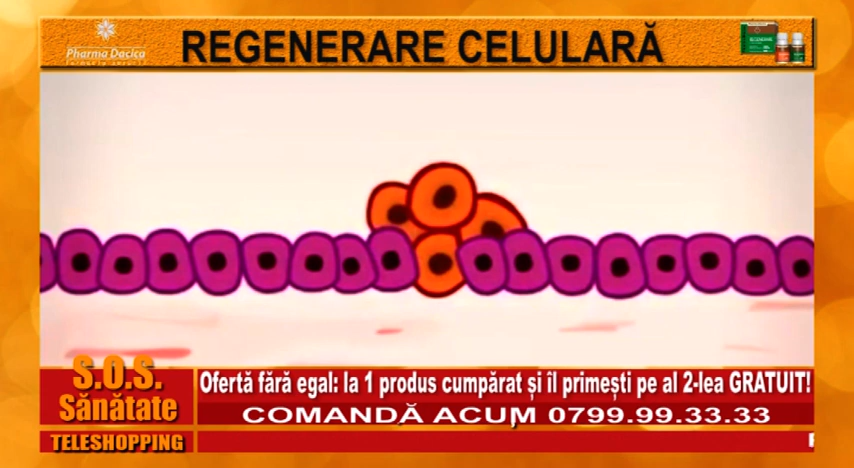 Pharma Dacica
REGENERARE CELULARĂ
REGENERARE
S.O.S.
Sănătate
TELESHOPPING
Ofertă fără egal: la 1 produs cumpărat și îl primești pe al 2-lea GRATUIT!
COMANDĂ ACUM 0799.99.33.33